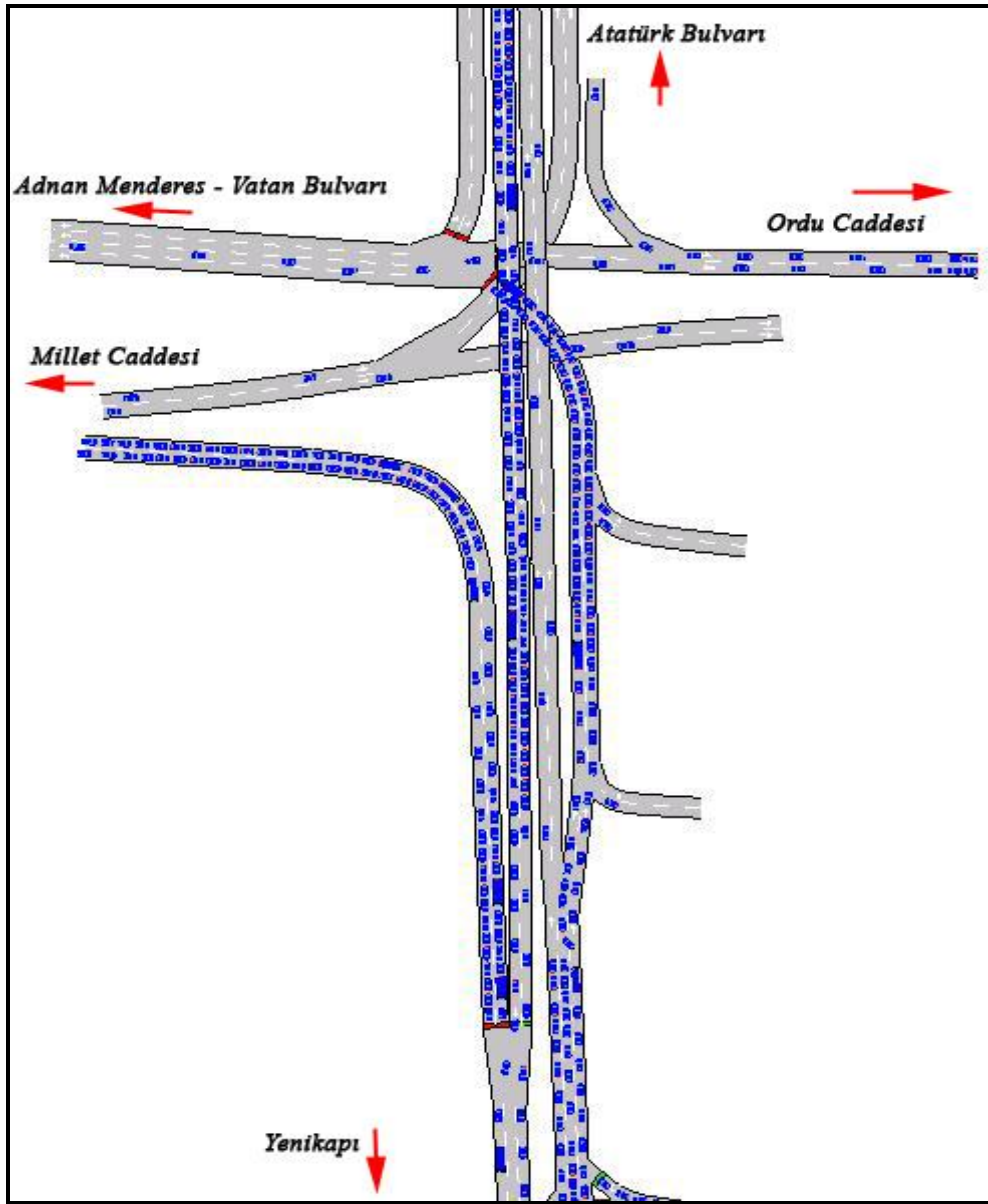 Atatürk Bulvarı
Adnan Menderes - Vatan Bulvarı
Ordu Caddesi
Millet Caddesi
Yenikapı